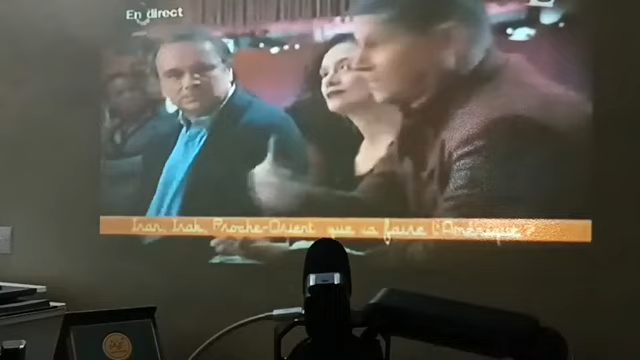 En direct
Iran, Irak, Proche-Orient que va faire l'Amérique